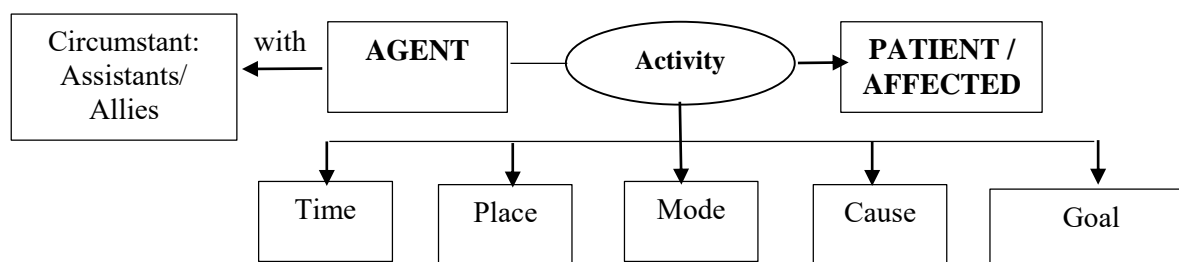 Circumstant:
Assistants/
Allies
with
AGENT
Activity
PATIENT /
AFFECTED
Time
Place
Mode
Cause
Goal